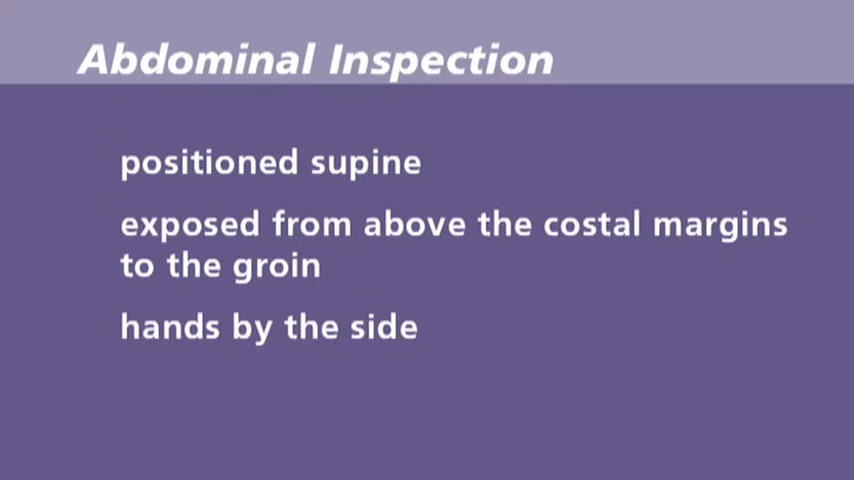 Abdominal Inspection
positioned supine
exposed from above the costal margins
to the groin
hands by the side